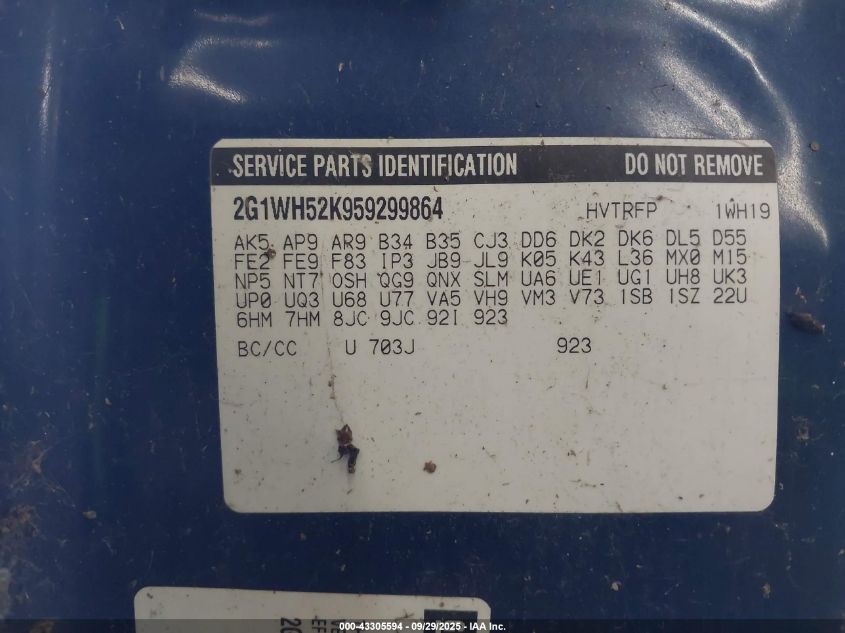 SERVICE PARTS IDENTIFICATION DO NOT REMOVE
2G1WH52K959299864 HVTRFP 1WH19
AK5 AP9 AR9 B34 B35 CJ3 DD6 DK2 DK6 DL5 D55
FE2 FE9 F83 IP3 JB9 JL9 K05 K43 L36 MX0 M15
NP5 NT7 OSH QG9 QNX SLM UA6 UE1 UG1 UH8 UK3
UP0 UQ3 U68 U77 VA5 VH9 VM3 V73 1SB 1SZ 22U
6HM 7HM 8JC 9JC 92I 923
BC/CC U 703J 923
000-43305594 - 09/29/2025 - IAA Inc.